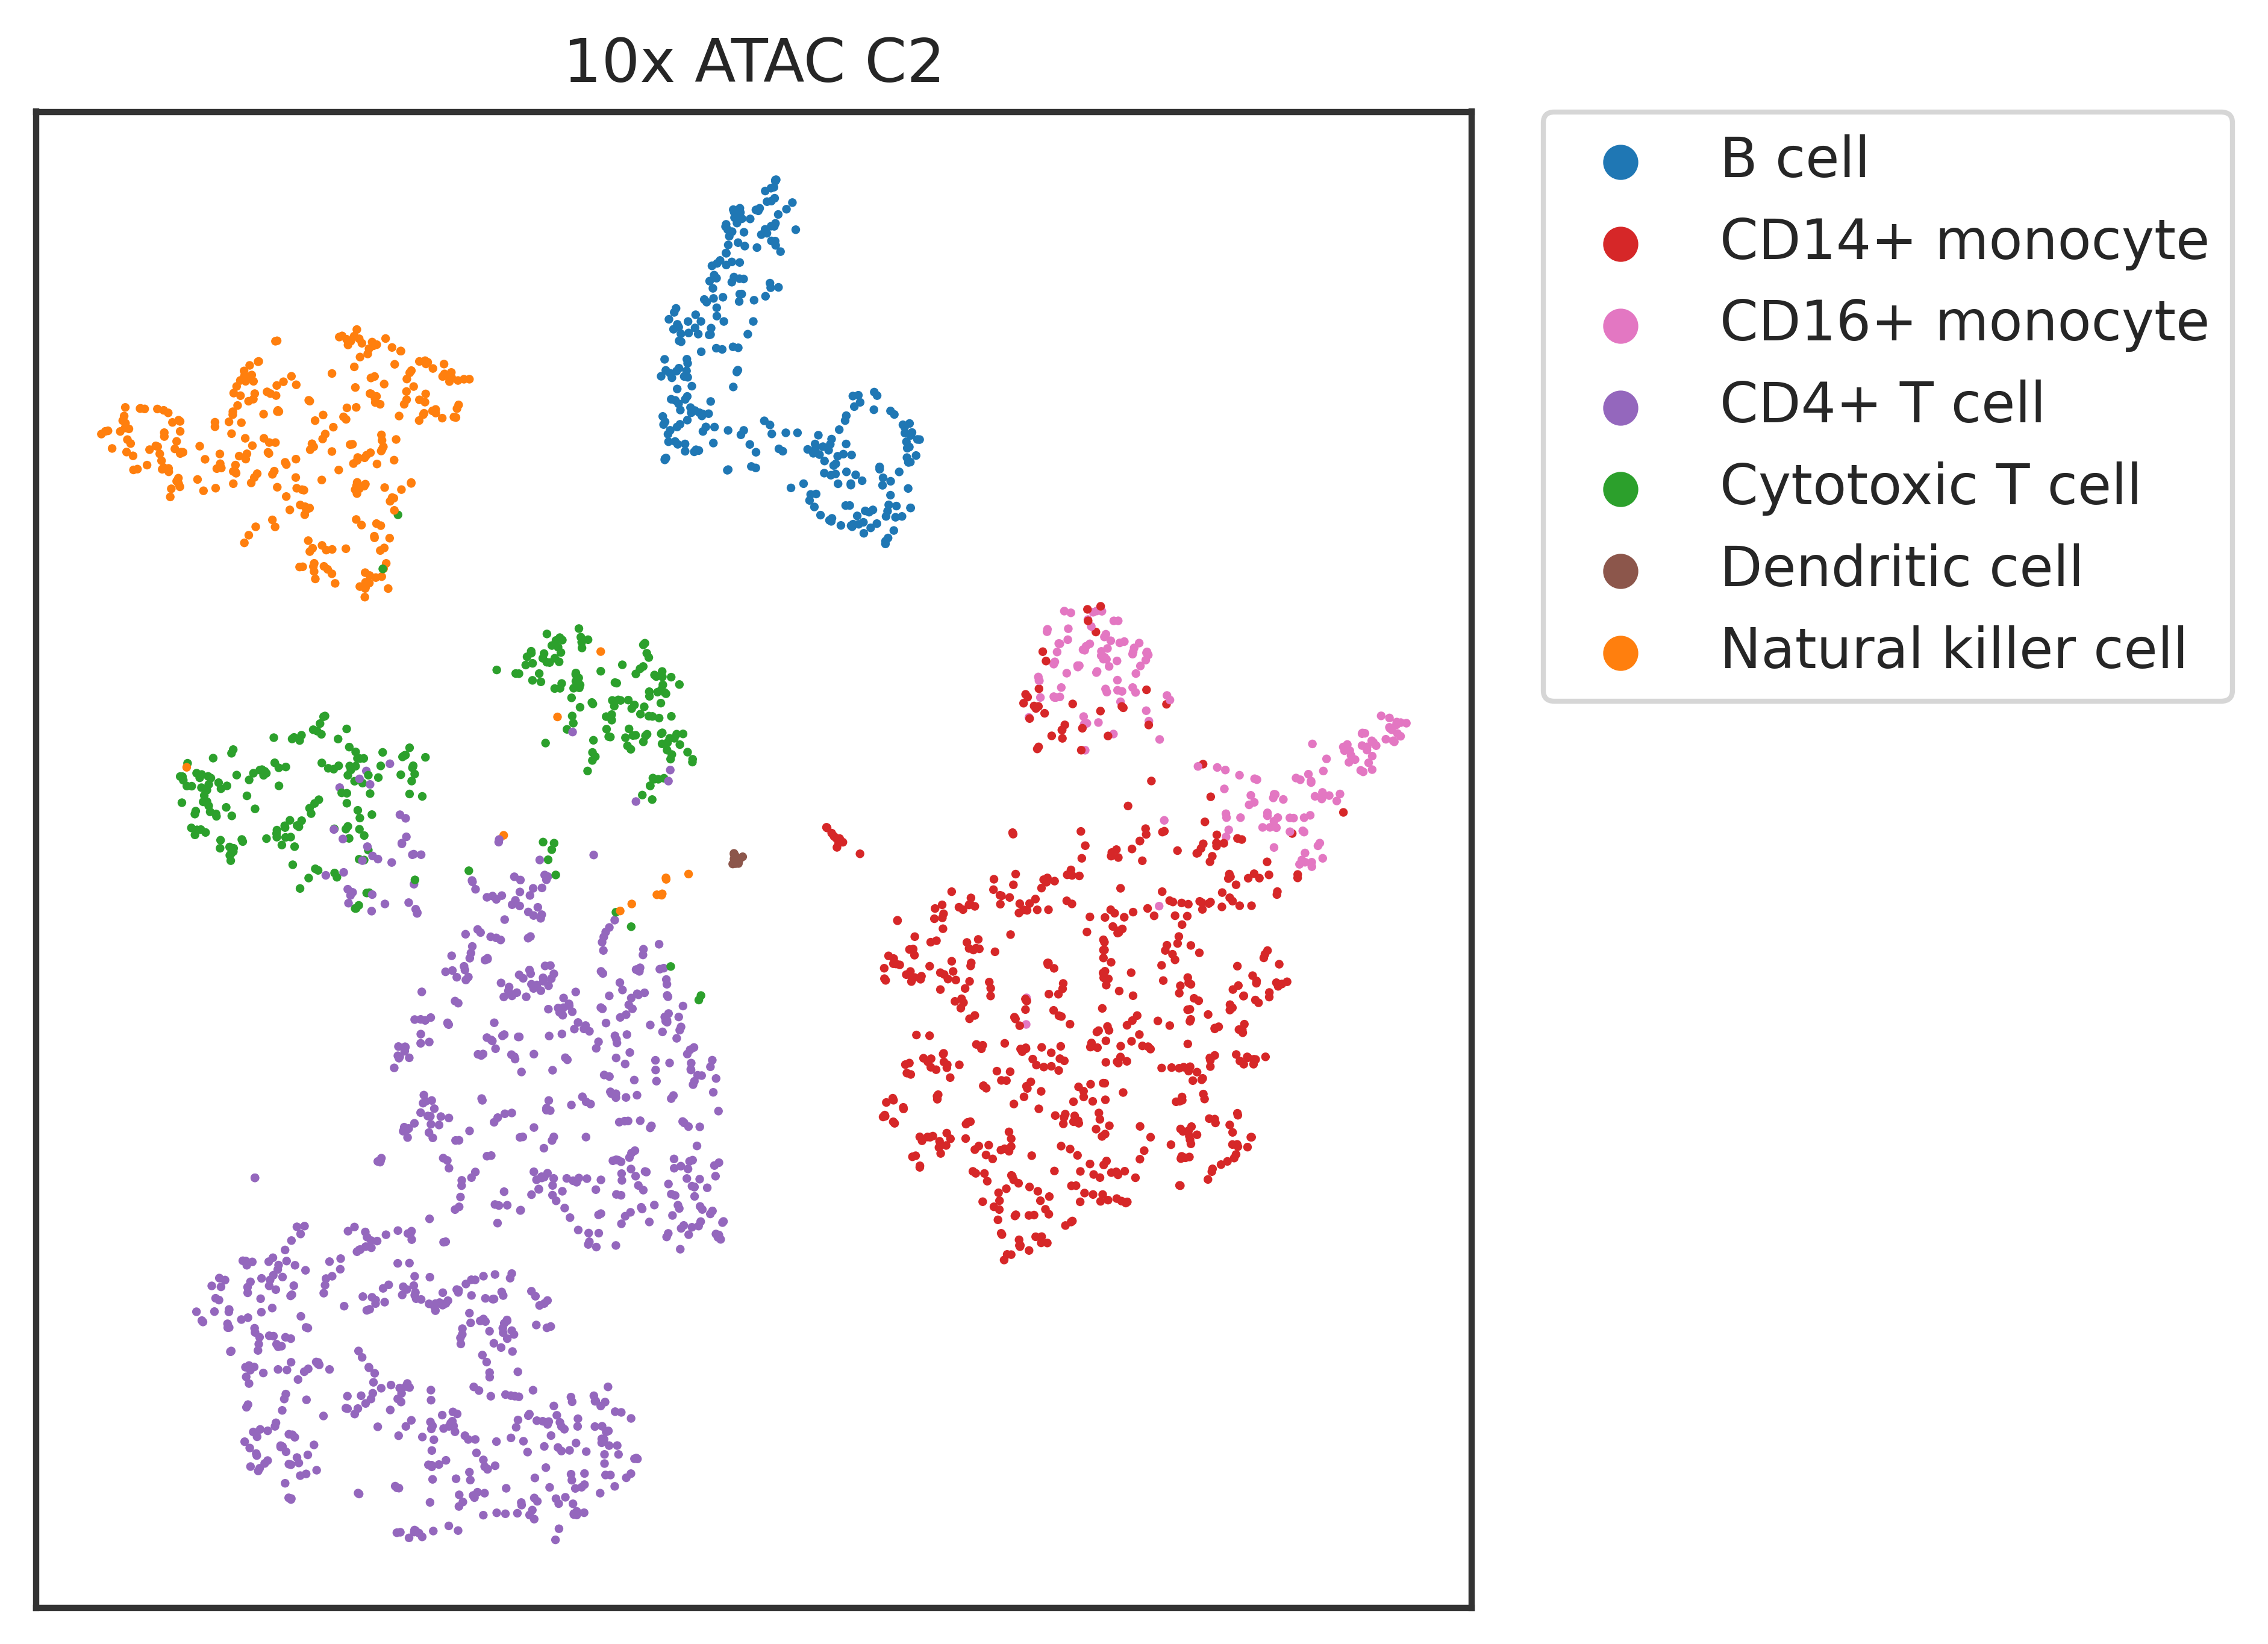 10x ATAC C2
B cell
CD14+ monocyte
CD16+ monocyte
CD4+ T cell
Cytotoxic T cell
Dendritic cell
Natural killer cell